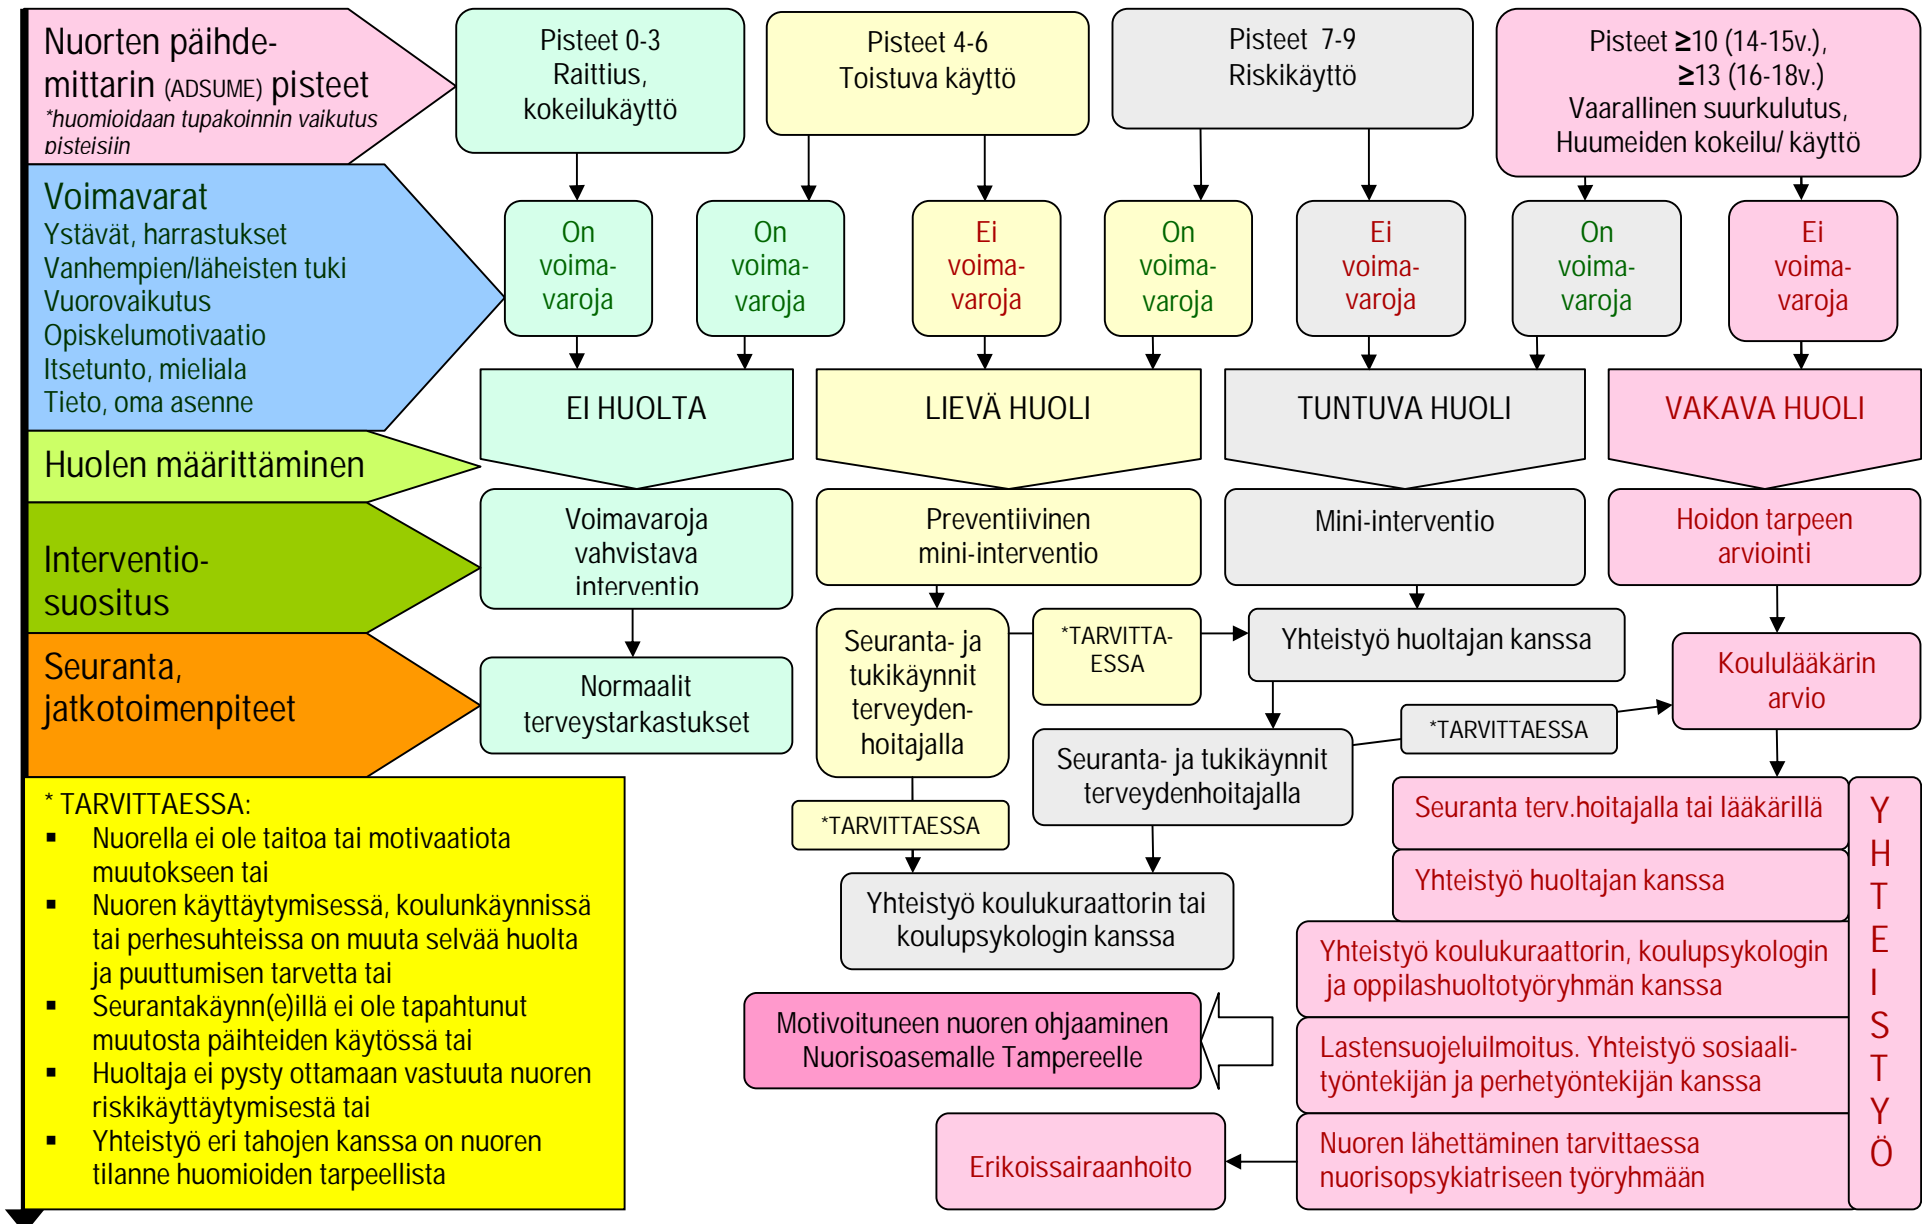 Nuorten päihde-
mittarin (ADSUME) pisteet
*huomioidaan tupakoinnin vaikutus
pisteisiin
Pisteet 0-3
Raittius,
kokeilukäyttö
Pisteet 4-6
Toistuva käyttö
Pisteet 7-9
Riskikäyttö
Pisteet ≥10 (14-15v.),
≥13 (16-18v.)
Vaarallinen suurkulutus,
Huumeiden kokeilu/ käyttö
Voimavarat
Ystävät, harrastukset
Vanhempien/läheisten tuki
Vuorovaikutus
Opiskelumotivaatio
Itsetunto, mieliala
Tieto, oma asenne
On
voima-
varoja
On
voima-
varoja
Ei
voima-
varoja
On
voima-
varoja
Ei
voima-
varoja
On
voima-
varoja
Ei
voima-
varoja
Huolen määrittäminen
EI HUOLTA
LIEVÄ HUOLI
TUNTUVA HUOLI
VAKAVA HUOLI
Interventio-
suositus
Voimavaroja
vahvistava
interventio
Preventiivinen
mini-interventio
Mini-interventio
Hoidon tarpeen
arviointi
Seuranta,
jatkotoimenpiteet
Normaalit
terveystarkastukset
Seuranta- ja
tukikäynnit
terveyden-
hoitajalla
*TARVITTA-
ESSA
Yhteistyö huoltajan kanssa
Koululääkärin
arvio
*TARVITTAESSA
Seuranta- ja tukikäynnit
terveydenhoitajalla
*TARVITTAESSA
Yhteistyö koulukuraattorin tai
koulupsykologin kanssa
* TARVITTAESSA:
▪ Nuorella ei ole taitoa tai motivaatiota
muutokseen tai
▪ Nuoren käyttäytymisessä, koulunkäynnissä
tai perhesuhteissa on muuta selvää huolta
ja puuttumisen tarvetta tai
▪ Seurantakäynn(e)illä ei ole tapahtunut
muutosta päihteiden käytössä tai
▪ Huoltaja ei pysty ottamaan vastuuta nuoren
riskikäyttäytymisestä tai
▪ Yhteistyö eri tahojen kanssa on nuoren
tilanne huomioiden tarpeellista
Seuranta terv.hoitajalla tai lääkärillä
Yhteistyö huoltajan kanssa
Yhteistyö koulukuraattorin, koulupsykologin
ja oppilashuoltotyöryhmän kanssa
Lastensuojeluilmoitus. Yhteistyö sosiaali-
työntekijän ja perhetyöntekijän kanssa
Nuoren lähettäminen tarvittaessa
nuorisopsykiatriseen työryhmään
Y
H
T
E
I
S
T
Y
Ö
Motivoituneen nuoren ohjaaminen
Nuorisoasemalle Tampereelle
Erikoissairaanhoito